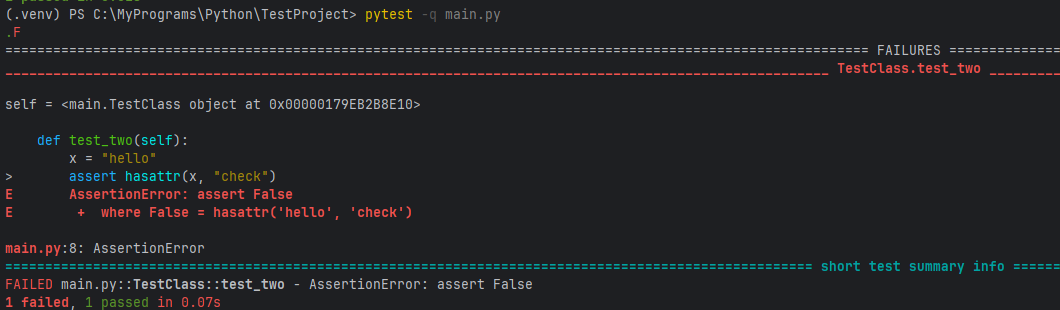 (.venv) PS C:\MyPrograms\Python\TestProject> pytest -q main.py
.F
=========================================================================================================== FAILURES ==============
_______________________________________________________________________________________________________ TestClass.test_two _________
self = <main.TestClass object at 0x00000179EB2B8E10>
    def test_two(self):
        x = "hello"
>       assert hasattr(x, "check")
E       AssertionError: assert False
E        +  where False = hasattr('hello', 'check')
main.py:8: AssertionError
===================================================================================================== short test summary info ======
FAILED main.py::TestClass::test_two - AssertionError: assert False
1 failed, 1 passed in 0.07s